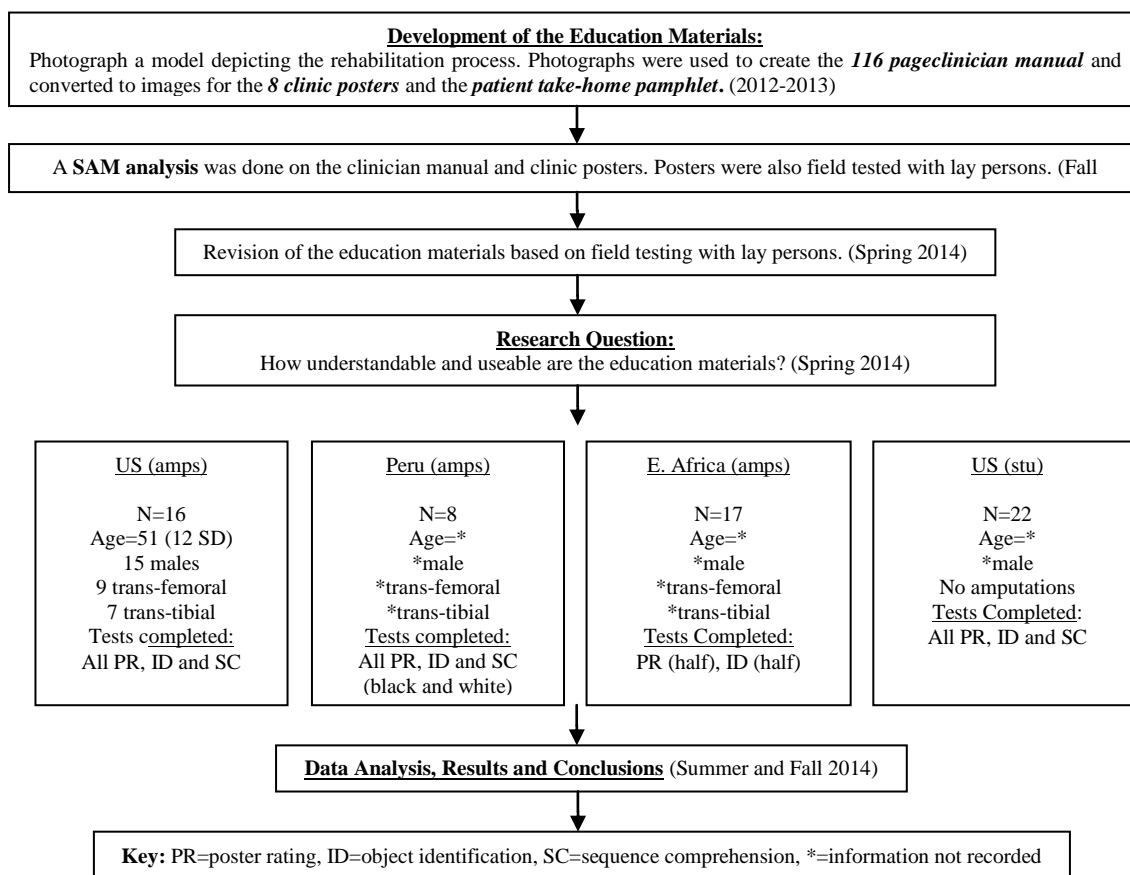 Development of the Education Materials:
Photograph a model depicting the rehabilitation process. Photographs were used to create the 116 pageclinician manual and
converted to images for the 8 clinic posters and the patient take-home pamphlet. (2012-2013)
A SAM analysis was done on the clinician manual and clinic posters. Posters were also field tested with lay persons. (Fall
Revision of the education materials based on field testing with lay persons. (Spring 2014)
Research Question:
How understandable and useable are the education materials? (Spring 2014)
US (amps)
N=16
Age=51 (12 SD)
15 males
9 trans-femoral
7 trans-tibial
Tests completed:
All PR, ID and SC
Peru (amps)
N=8
Age=*
*male
*trans-femoral
*trans-tibial
Tests completed:
All PR, ID and SC
(black and white)
E. Africa (amps)
N=17
Age=*
*male
*trans-femoral
*trans-tibial
Tests Completed:
PR (half), ID (half)
US (stu)
N=22
Age=*
*male
No amputations
Tests Completed:
All PR, ID and SC
Data Analysis, Results and Conclusions (Summer and Fall 2014)
Key: PR=poster rating, ID=object identification, SC=sequence comprehension, *=information not recorded